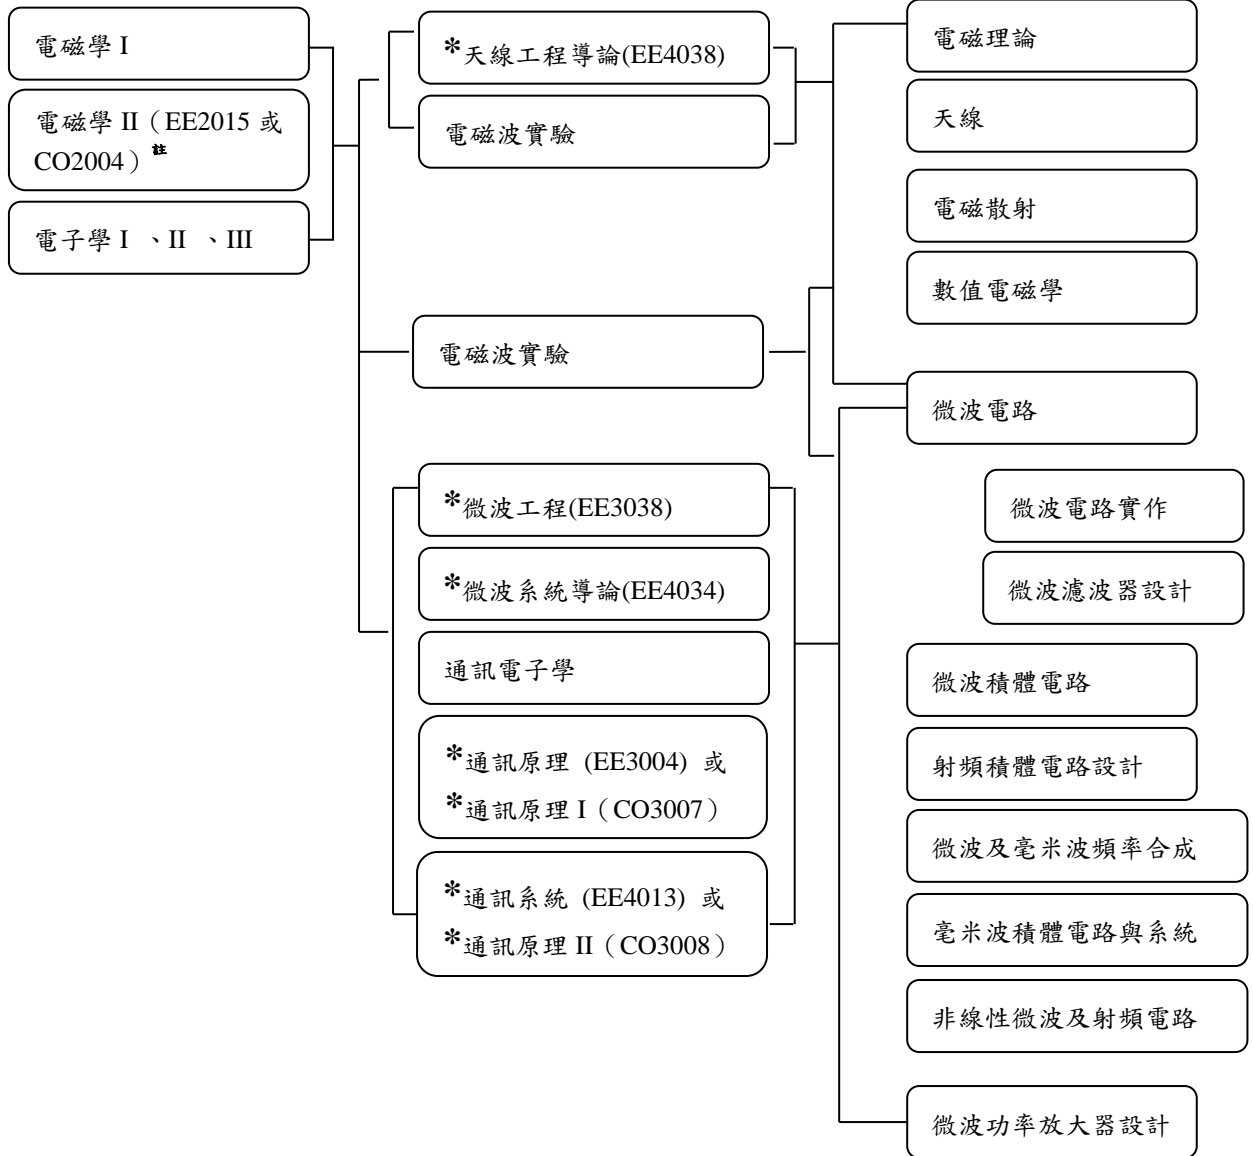 電磁學 I
電磁學 II（EE2015 或
CO2004）註
電子學 I 、II 、III
*天線工程導論(EE4038)
電磁波實驗
電磁波實驗
*微波工程(EE3038)
*微波系統導論(EE4034)
通訊電子學
*通訊原理 (EE3004) 或
*通訊原理 I（CO3007）
*通訊系統 (EE4013) 或
*通訊原理 II（CO3008）
電磁理論
天線
電磁散射
數值電磁學
微波電路
微波電路實作
微波濾波器設計
微波積體電路
射頻積體電路設計
微波及毫米波頻率合成
毫米波積體電路與系統
非線性微波及射頻電路
微波功率放大器設計